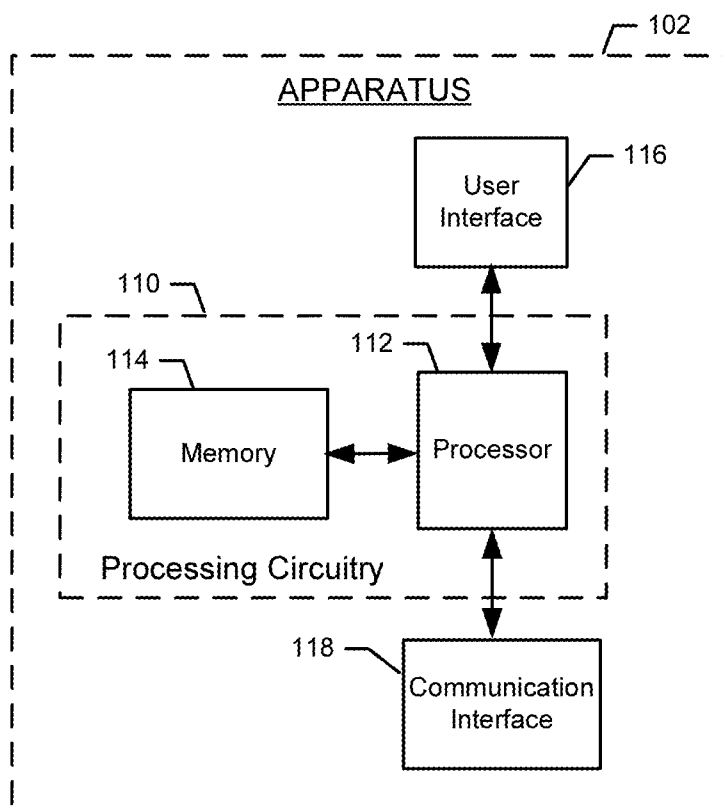 102
APPARATUS
User
Interface
116
110
114
112
Memory
Processor
Processing Circuitry
118
Communication
Interface